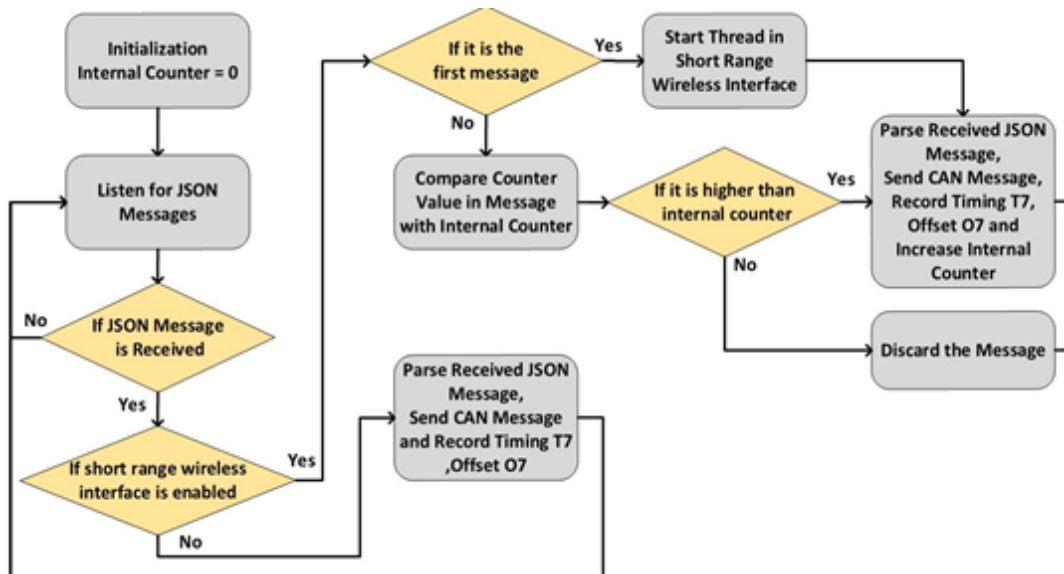 Initialization
Internal Counter = 0
Listen for JSON
Messages
If JSON Message
is Received
No
Yes
If short range wireless
interface is enabled
Yes
No
Parse Received JSON
Message,
Send CAN Message
and Record Timing T7
,Offset O7
If it is the
first message
Yes
No
Start Thread in
Short Range
Wireless Interface
Compare Counter
Value in Message
with Internal Counter
If it is higher than
internal counter
Yes
No
Parse Received JSON
Message,
Send CAN Message,
Record Timing T7,
Offset O7 and
Increase Internal
Counter
Discard the Message